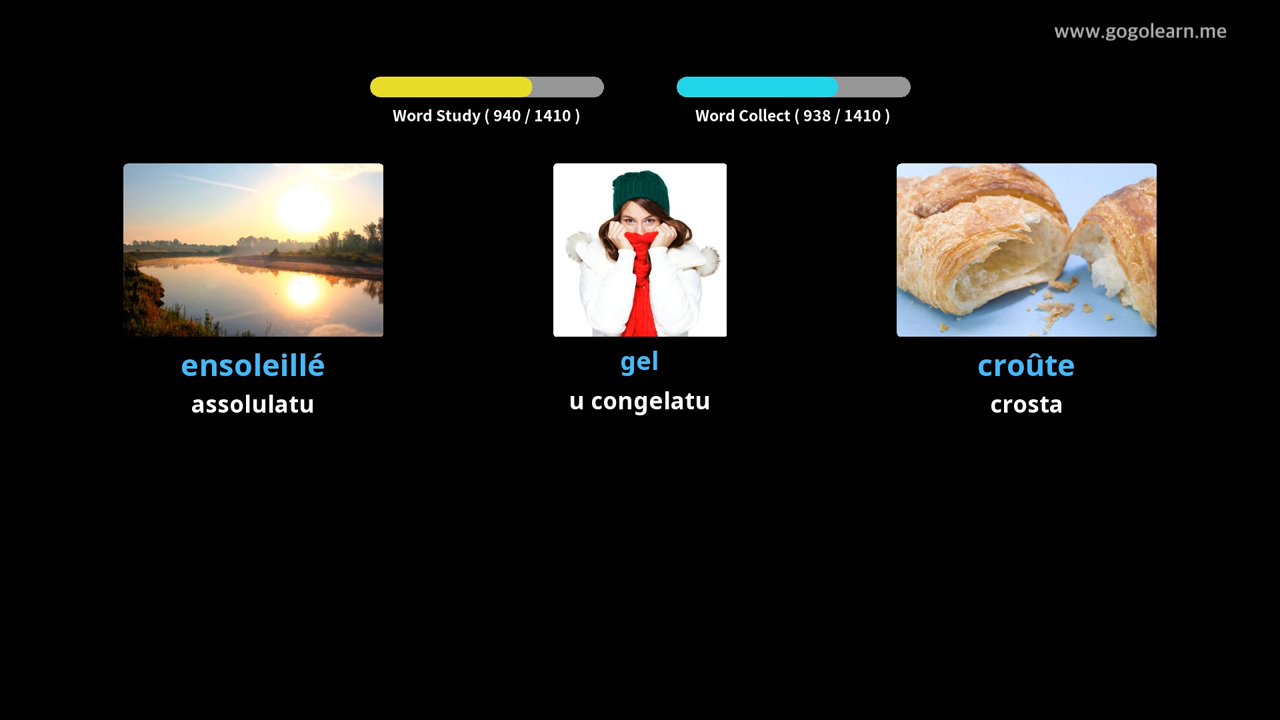 www.gogolearn.me
Word Study ( 940 / 1410 )
Word Collect ( 938 / 1410 )
ensoleillé
assolulatu
gel
u congelatu
croûte
crosta